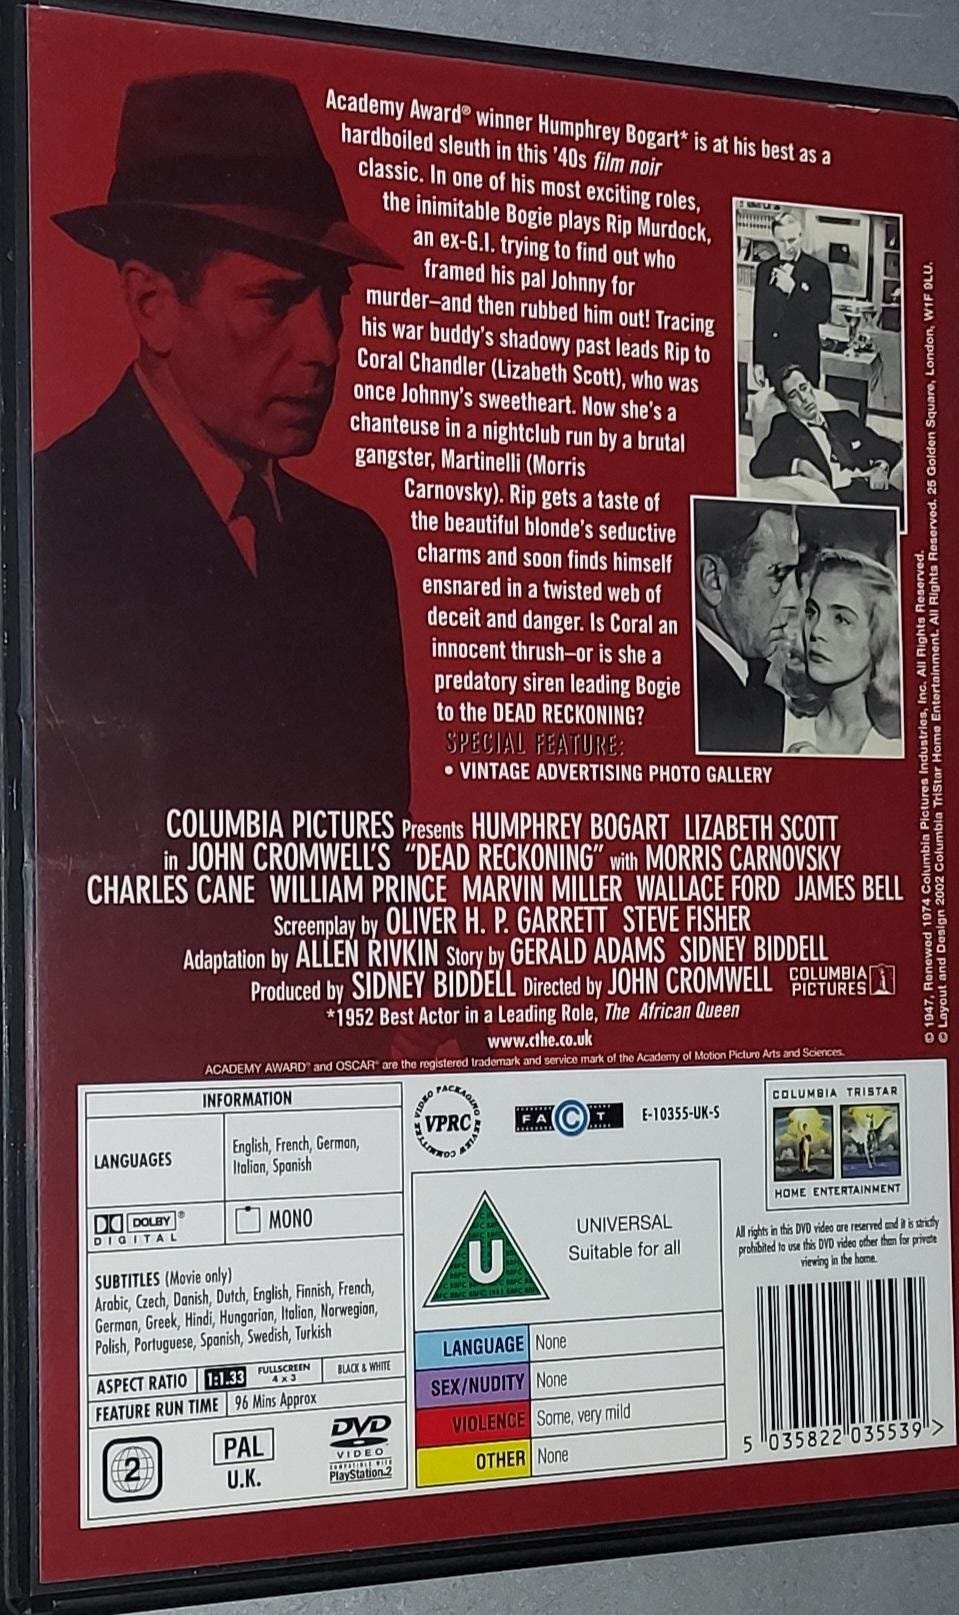 Academy Award® winner Humphrey Bogart* is at his best as a
hardboiled sleuth in this '40s film noir
classic. In one of his most exciting roles,
the inimitable Bogie plays Rip Murdock,
an ex-G.I. trying to find out who
framed his pal Johnny for
murder–and then rubbed him out! Tracing
his war buddy's shadowy past leads Rip to
Coral Chandler (Lizabeth Scott), who was
once Johnny's sweetheart. Now she's a
chanteuse in a nightclub run by a brutal
gangster, Martinelli (Morris
Carnovsky). Rip gets a taste of
the beautiful blonde's seductive
charms and soon finds himself
ensnared in a twisted web of
deceit and danger. Is Coral an
innocent thrush–or is she a
predatory siren leading Bogie
to the DEAD RECKONING?
SPECIAL FEATURE:
• VINTAGE ADVERTISING PHOTO GALLERY
COLUMBIA PICTURES Presents HUMPHREY BOGART LIZABETH SCOTT
in JOHN CROMWELL'S "DEAD RECKONING" with MORRIS CARNOVSKY
CHARLES CANE WILLIAM PRINCE MARVIN MILLER WALLACE FORD JAMES BELL
Screenplay by OLIVER H. P. GARRETT STEVE FISHER
Adaptation by ALLEN RIVKIN Story by GERALD ADAMS SIDNEY BIDDELL
Produced by SIDNEY BIDDELL Directed by JOHN CROMWELL COLUMBIA
PICTURES
*1952 Best Actor in a Leading Role, The African Queen
www.cthe.co.uk
ACADEMY AWARD® and OSCAR® are the registered trademark and service mark of the Academy of Motion Picture Arts and Sciences.
© 1947, Renewed 1974 Columbia Pictures Industries, Inc. All Rights Reserved.
© Layout and Design 2002 Columbia TriStar Home Entertainment. All Rights Reserved. 25 Golden Square, London, W1F 9LU.
INFORMATION
LANGUAGES
English, French, German,
Italian, Spanish
DOLBY®
DIGITAL
MONO
SUBTITLES (Movie only)
Arabic, Czech, Danish, Dutch, English, Finnish, French,
German, Greek, Hindi, Hungarian, Italian, Norwegian,
Polish, Portuguese, Spanish, Swedish, Turkish
ASPECT RATIO 1:1.33 FULLSCREEN
4 x 3
BLACK & WHITE
FEATURE RUN TIME 96 Mins Approx
2
PAL
U.K.
DVD
VIDEO
COMPATIBLE WITH
PlayStation.2
VIDEO PACKAGING REVIEW COMMITTEE
VPRC
FACT
E-10355-UK-S
U
UNIVERSAL
Suitable for all
LANGUAGE None
SEX/NUDITY None
VIOLENCE Some, very mild
OTHER None
COLUMBIA TRISTAR
HOME ENTERTAINMENT
All rights in this DVD video are reserved and it is strictly
prohibited to use this DVD video other than for private
viewing in the home.
5 035822 035539 >